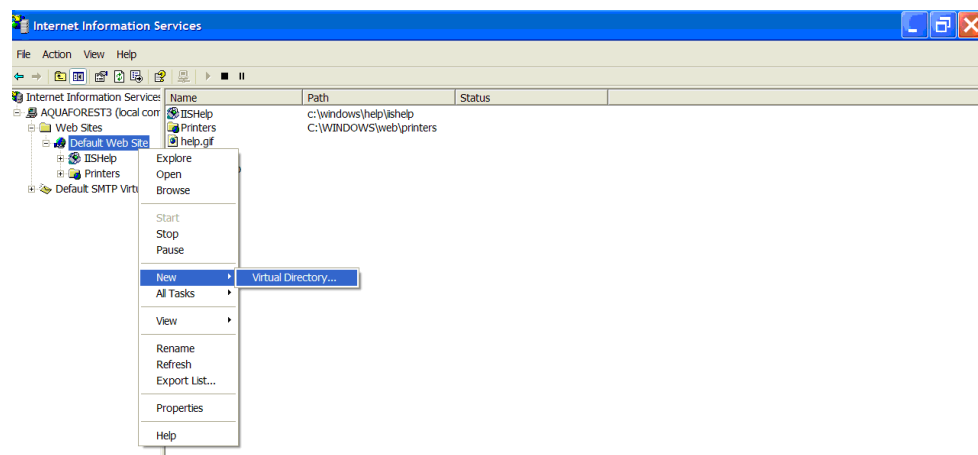 Internet Information Services
File Action View Help
Internet Information Services
Name Path Status
AQUAFOREST3 (local com
IISHelp c:\windows\help\iishelp
Web Sites
Printers C:\WINDOWS\web\printers
Default Web Site
help.gif
IISHelp
Printers
Default SMTP Virtu
Explore
Open
Browse
Start
Stop
Pause
New
Virtual Directory...
All Tasks
View
Rename
Refresh
Export List...
Properties
Help